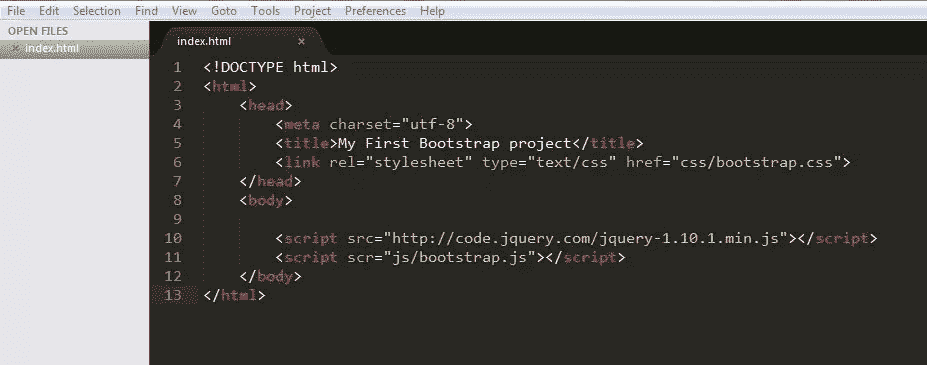 File Edit Selection Find View Goto Tools Project Preferences Help
OPEN FILES
index.html
index.html
1 <!DOCTYPE html>
2 <html>
3 <head>
4 <meta charset="utf-8">
5 <title>My First Bootstrap project</title>
6 <link rel="stylesheet" type="text/css" href="css/bootstrap.css">
7 </head>
8 <body>
9
10 <script src="http://code.jquery.com/jquery-1.10.1.min.js"></script>
11 <script scr="js/bootstrap.js"></script>
12 </body>
13 </html>